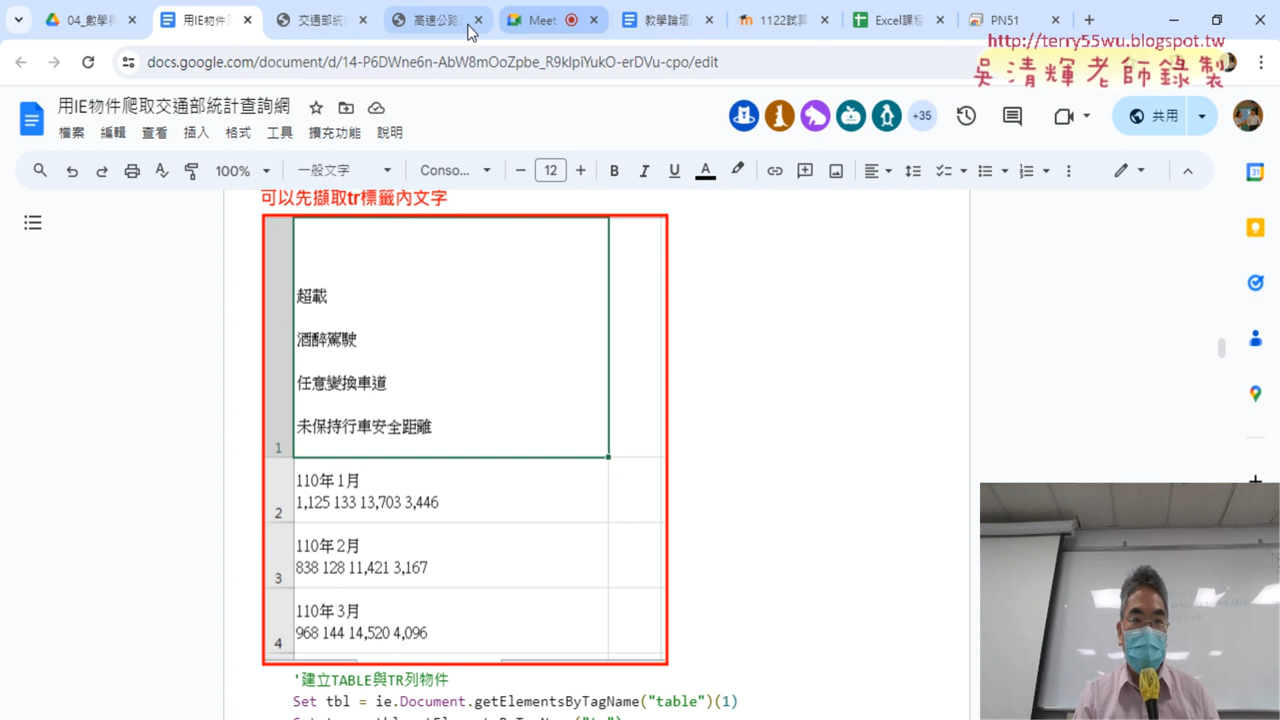 用IE物件
交通部統
高速公路
Meet
教學論壇
1122試算
Excel課程
PN51
http://terry55wu.blogspot.tw
docs.google.com/document/d/14-P6DWne6n-AbW8mOoZpbe_R9kIpiYukO-erDVu-cpo/edit
吳清輝老師錄製
用IE物件爬取交通部統計查詢網
+35
共用
檔案 編輯 查看 插入 格式 工具 擴充功能 說明
100% 一般文字 Conso... 12 B I U A
可以先擷取tr標籤內文字
超載
酒醉駕駛
任意變換車道
未保持行車安全距離
1
110年 1月
1,125 133 13,703 3,446
2
110年 2月
838 128 11,421 3,167
3
110年 3月
968 144 14,520 4,096
4
'建立TABLE與TR列物件
Set tbl = ie.Document.getElementsByTagName("table")(1)